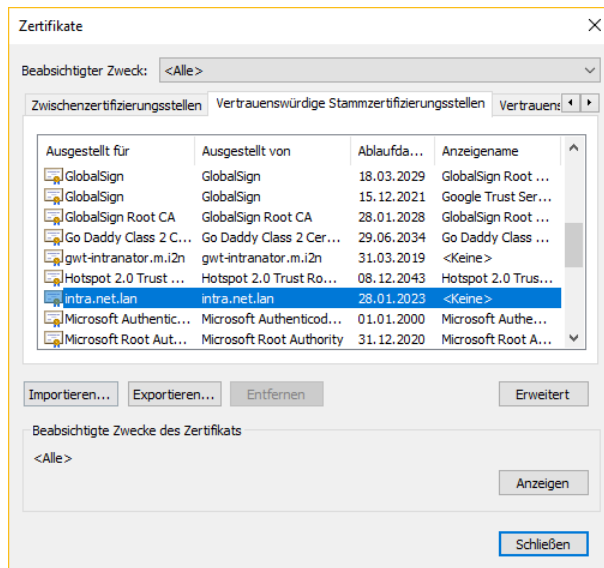 Zertifikate
Beabsichtigter Zweck: <Alle>
Zwischenzertifizierungsstellen Vertrauenswürdige Stammzertifizierungsstellen Vertrauens
Ausgestellt für Ausgestellt von Ablaufda... Anzeigename
GlobalSign GlobalSign 18.03.2029 GlobalSign Root ...
GlobalSign GlobalSign 15.12.2021 Google Trust Ser...
GlobalSign Root CA GlobalSign Root CA 28.01.2028 GlobalSign Root ...
Go Daddy Class 2 C... Go Daddy Class 2 Cer... 29.06.2034 Go Daddy Class ...
gwt-intranator.m.i2n gwt-intranator.m.i2n 31.03.2019 <Keine>
Hotspot 2.0 Trust ... Hotspot 2.0 Trust Ro... 08.12.2043 Hotspot 2.0 Trus...
intra.net.lan intra.net.lan 28.01.2023 <Keine>
Microsoft Authentic... Microsoft Authenticod... 01.01.2000 Microsoft Authe...
Microsoft Root Aut... Microsoft Root Authority 31.12.2020 Microsoft Root A...
Importieren... Exportieren... Entfernen Erweitert
Beabsichtigte Zwecke des Zertifikats
<Alle>
Anzeigen
Schließen